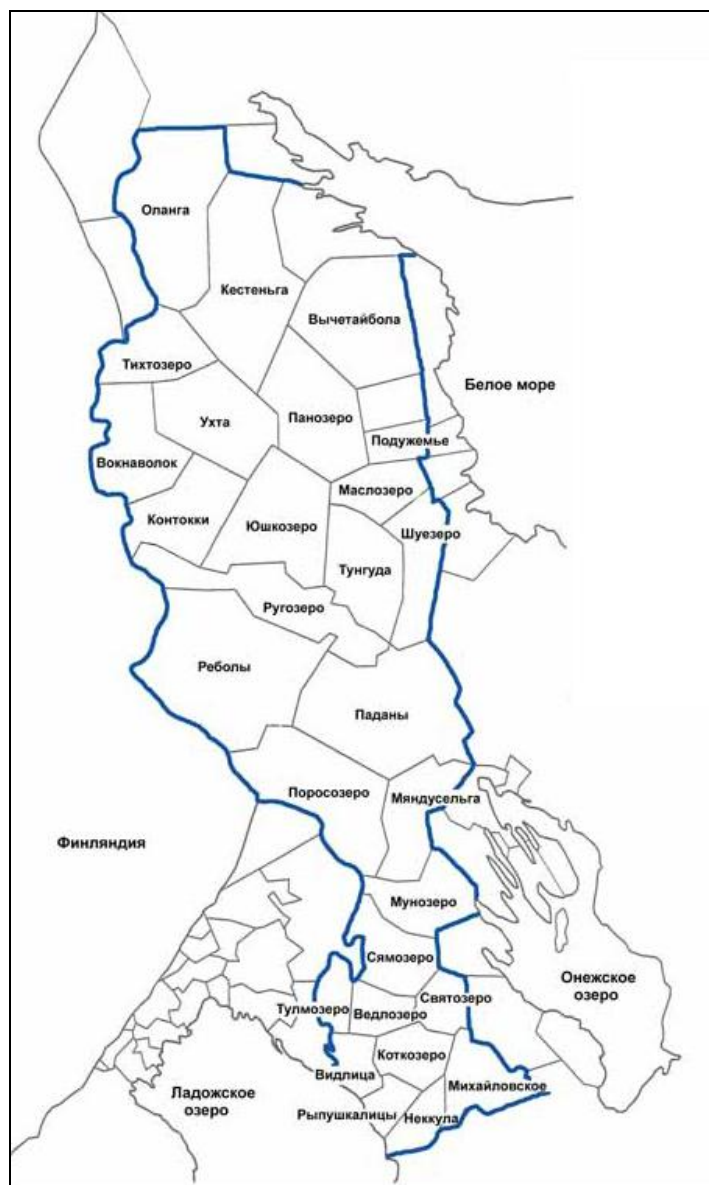 Оланга
Кестеньга
Вычетайбола
Тихтозеро
Белое море
Ухта
Панозеро
Подужемье
Вокнаволок
Маслозеро
Контокки
Юшкозеро
Шуезеро
Тунгуда
Ругозеро
Реболы
Паданы
Поросозеро
Мяндусельга
Финляндия
Мунозеро
Сямозеро
Онежское
озеро
Святозеро
Тулмозеро
Ведлозеро
Коткозеро
Видлица
Михайловское
Ладожское
озеро
Рыпушкалицы
Неккула